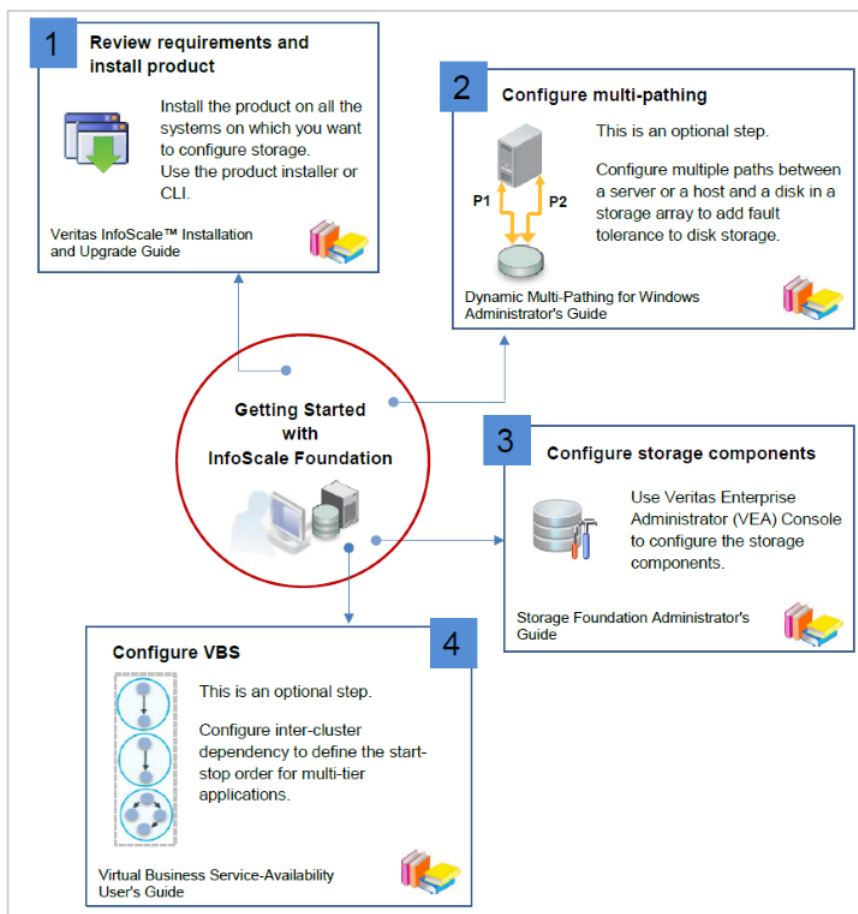 1
Review requirements and
install product
Install the product on all the
systems on which you want
to configure storage.
Use the product installer or
CLI.
Veritas InfoScale™ Installation
and Upgrade Guide
2
Configure multi-pathing
This is an optional step.
Configure multiple paths between
a server or a host and a disk in a
storage array to add fault
tolerance to disk storage.
P1
P2
Dynamic Multi-Pathing for Windows
Administrator's Guide
Getting Started
with
InfoScale Foundation
3
Configure storage components
Use Veritas Enterprise
Administrator (VEA) Console
to configure the storage
components.
Storage Foundation Administrator's
Guide
4
Configure VBS
This is an optional step.
Configure inter-cluster
dependency to define the start-
stop order for multi-tier
applications.
Virtual Business Service-Availability
User's Guide